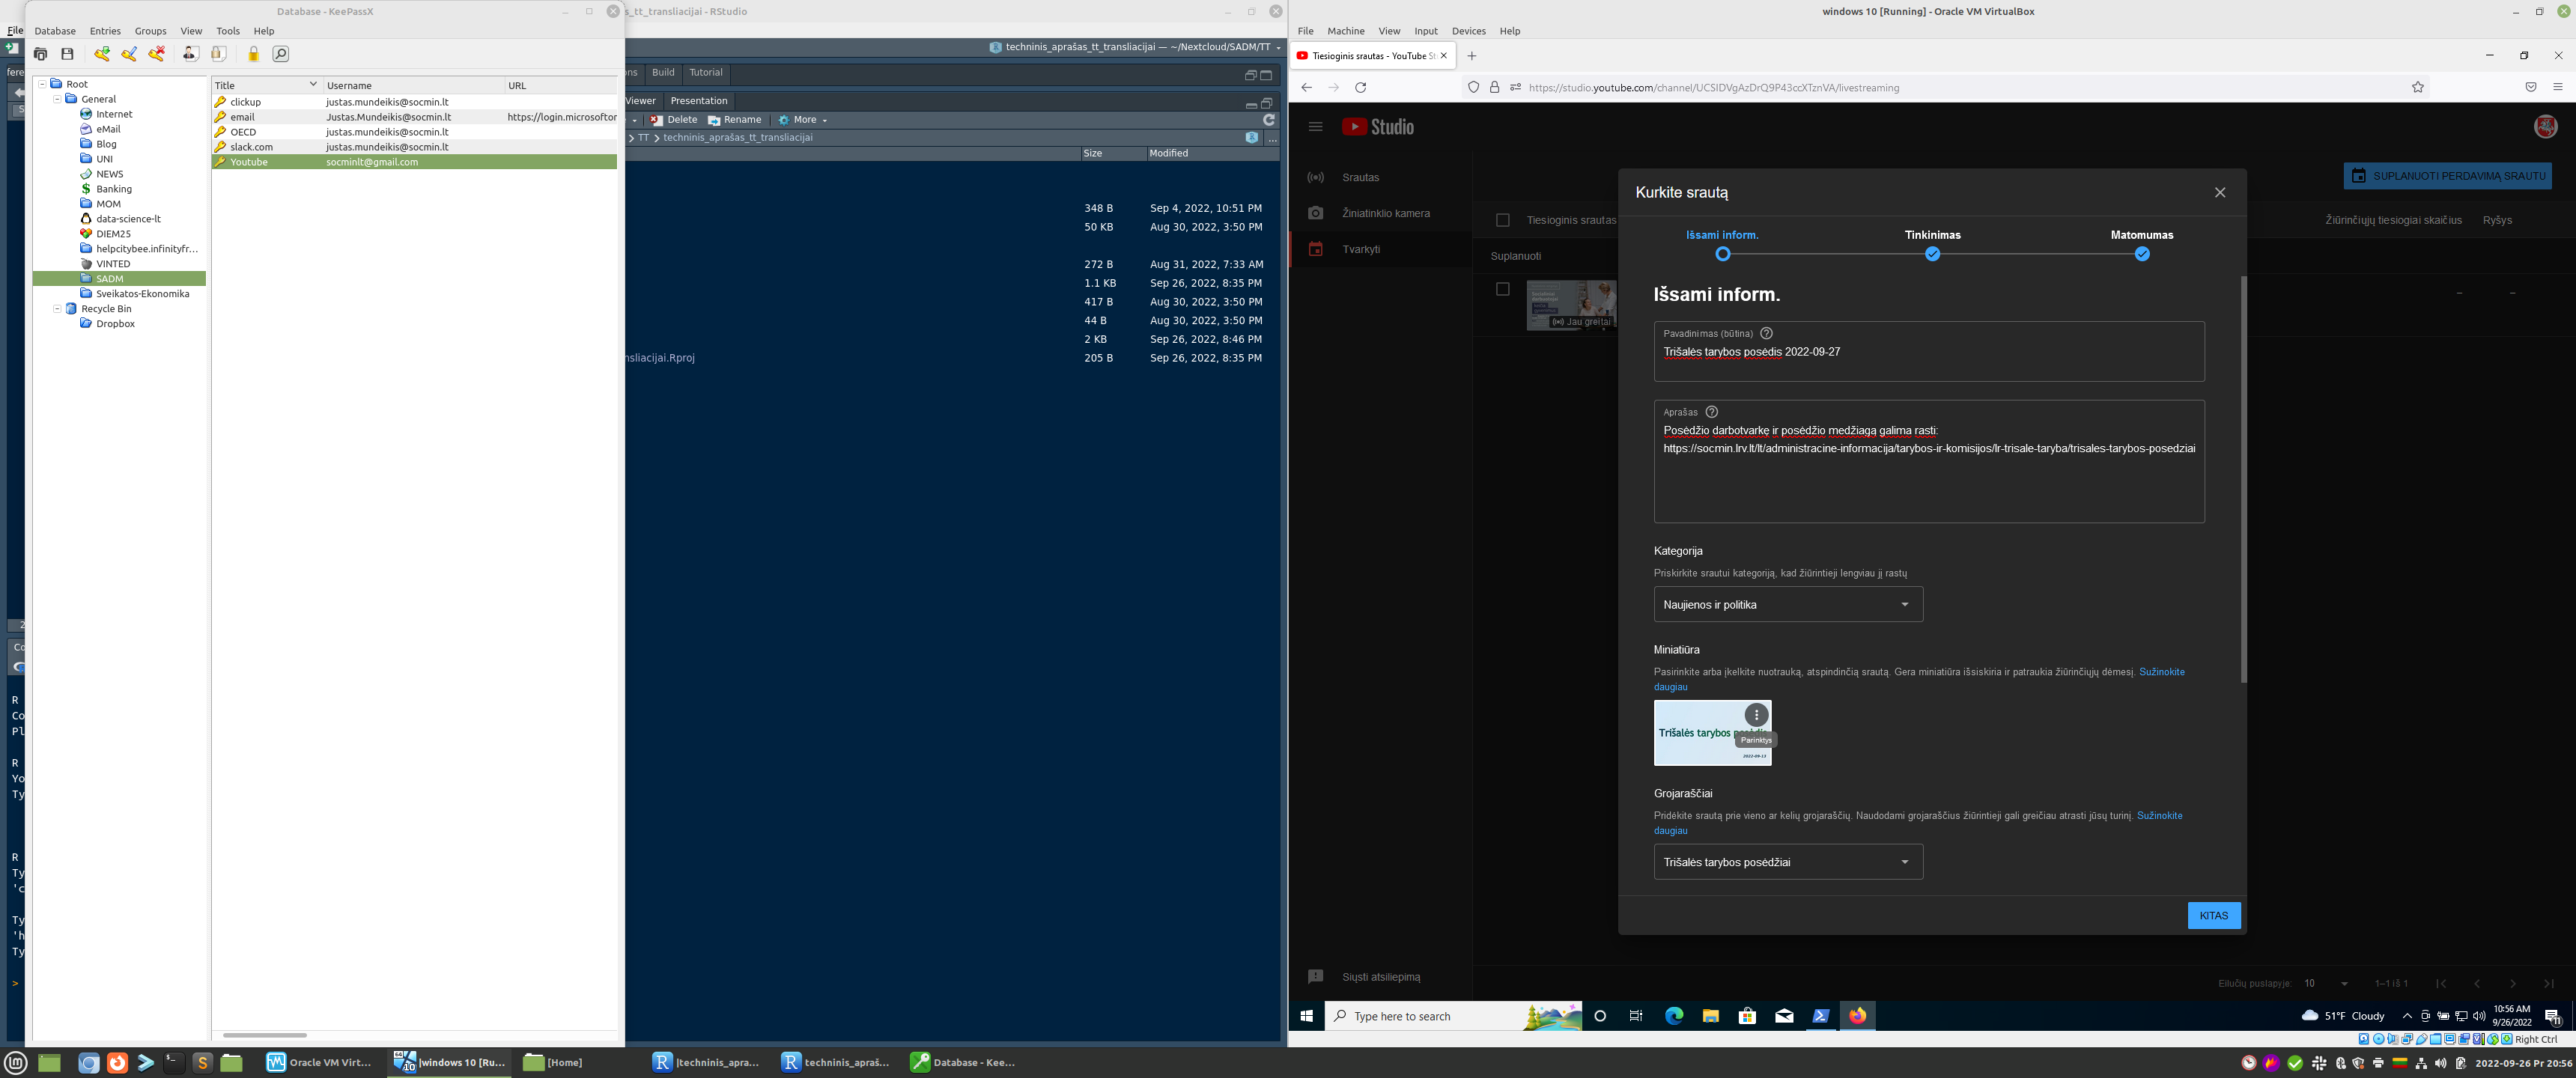 Database - KeePassX
Database Entries Groups View Tools Help
Root
General
Internet
eMail
Blog
UNI
NEWS
Banking
MOM
data-science-lt
DIEM25
helpcitybee.infinityfr...
VINTED
SADM
Sveikatos-Ekonomika
Recycle Bin
Dropbox
Title Username URL
clickup justas.mundeikis@socmin.lt
email Justas.Mundeikis@socmin.lt https://login.microsoftor
OECD justas.mundeikis@socmin.lt
slack.com justas.mundeikis@socmin.lt
Youtube socminlt@gmail.com
s_tt_transliacijai - RStudio
File
techninis_aprašas_tt_transliacijai — ~/Nextcloud/SADM/TT
ons Build Tutorial
iewer Presentation
Delete Rename More
TT techninis_aprašas_tt_transliacijai
Size Modified
348 B Sep 4, 2022, 10:51 PM
50 KB Aug 30, 2022, 3:50 PM
272 B Aug 31, 2022, 7:33 AM
1.1 KB Sep 26, 2022, 8:35 PM
417 B Aug 30, 2022, 3:50 PM
44 B Aug 30, 2022, 3:50 PM
2 KB Sep 26, 2022, 8:46 PM
nsliacijai.Rproj 205 B Sep 26, 2022, 8:35 PM
R
Co
Pl
R
Yo
Ty
R
Ty
'c
Ty
'h
Ty
>
windows 10 [Running] - Oracle VM VirtualBox
File Machine View Input Devices Help
Tiesioginis srautas - YouTube St
https://studio.youtube.com/channel/UCSIDVgAzDrQ9P43ccXTznVA/livestreaming
Studio
Srautas
Žiniatinklio kamera
Tvarkyti
Siųsti atsiliepimą
SUPLANUOTI PERDAVIMĄ SRAUTU
Tiesioginis srautas Žiūrinčiųjų tiesiogiai skaičius Ryšys
Suplanuoti
Jau greitai
Kurkite srautą
Išsami inform. Tinkinimas Matomumas
Išsami inform.
Pavadinimas (būtina)
Trišalės tarybos posėdis 2022-09-27
Aprašas
Posėdžio darbotvarkę ir posėdžio medžiagą galima rasti:
https://socmin.lrv.lt/lt/administracine-informacija/tarybos-ir-komisijos/lr-trisale-taryba/trisales-tarybos-posedziai
Kategorija
Priskirkite srautui kategoriją, kad žiūrintieji lengviau jį rastų
Naujienos ir politika
Miniatiūra
Pasirinkite arba įkelkite nuotrauką, atspindinčią srautą. Gera miniatiūra išsiskiria ir patraukia žiūrinčiųjų dėmesį. Sužinokite
daugiau
Trišalės tarybos posėdis
Parinktys
2022-09-13
Grojaraščiai
Pridėkite srautą prie vieno ar kelių grojaraščių. Naudodami grojaraščius žiūrintieji gali greičiau atrasti jūsų turinį. Sužinokite
daugiau
Trišalės tarybos posėdžiai
KITAS
Eilučių puslapyje: 10 1–1 iš 1
Type here to search
51°F Cloudy
10:56 AM
9/26/2022
11
Right Ctrl
Oracle VM Virt...
|windows 10 [Ru...
[Home]
|techninis_apra...
techninis_apraš...
Database - Kee...
2022-09-26 Pr 20:56